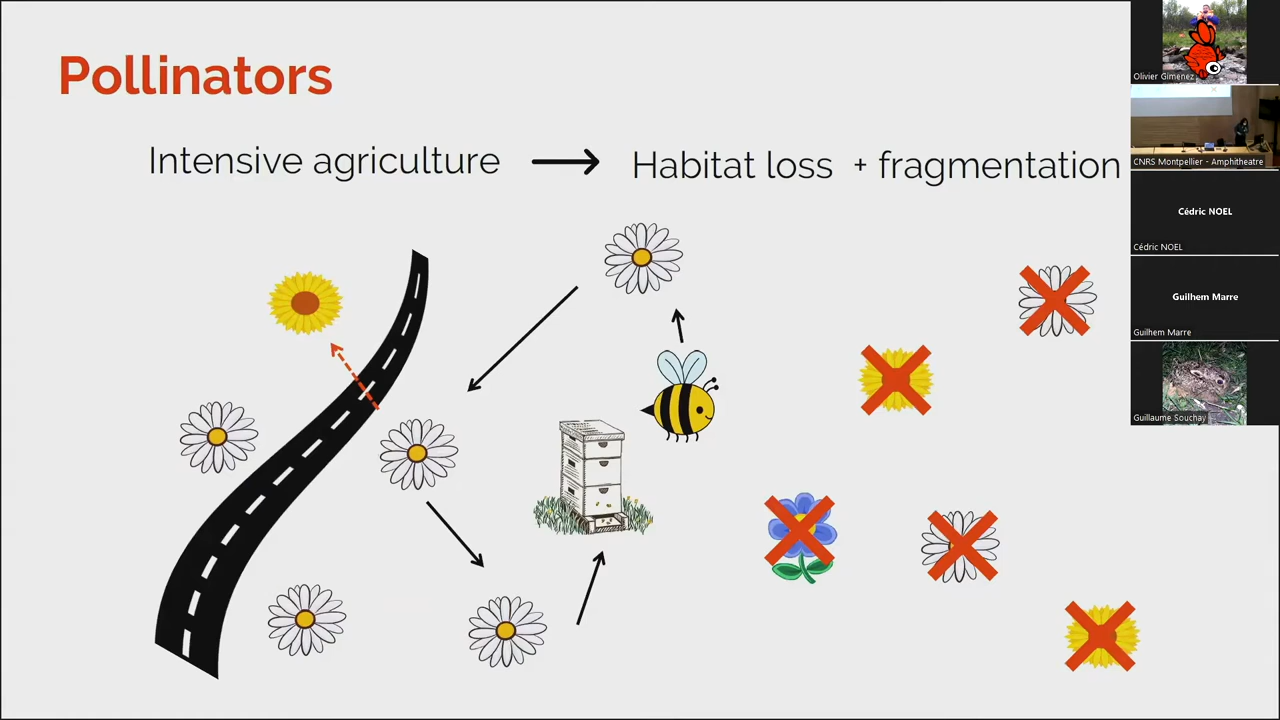 Pollinators
Intensive agriculture
Habitat loss + fragmentation
Olivier Gimenez
CNRS Montpellier - Amphitheatre
Cédric NOEL
Cédric NOEL
Guilhem Marre
Guilhem Marre
Guillaume Souchay